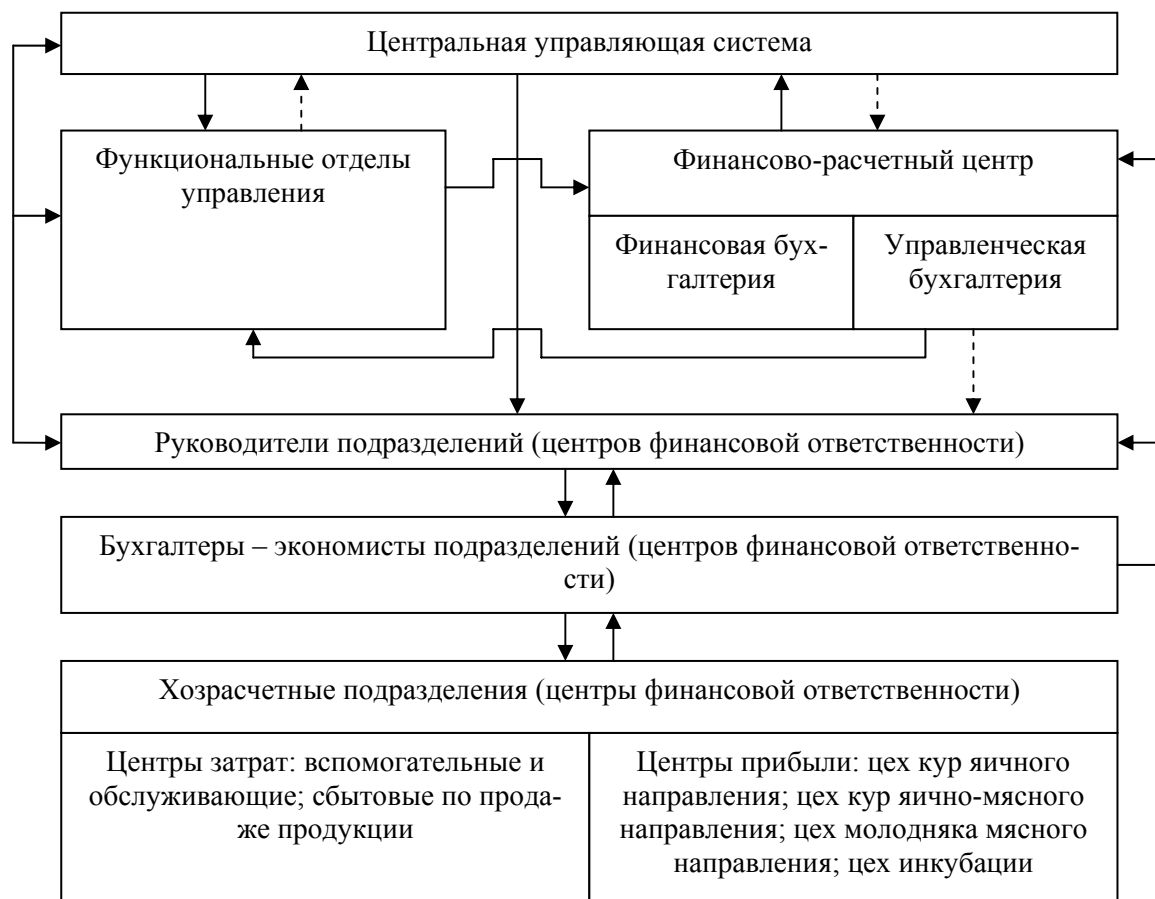 Центральная управляющая система
Функциональные отделы
управления
Финансово-расчетный центр
Финансовая бух-
галтерия
Управленческая
бухгалтерия
Руководители подразделений (центров финансовой ответственности)
Бухгалтеры – экономисты подразделений (центров финансовой ответственно-
сти)
Хозрасчетные подразделения (центры финансовой ответственности)
Центры затрат: вспомогательные и
обслуживающие; сбытовые по прода-
же продукции
Центры прибыли: цех кур яичного
направления; цех кур яично-мясного
направления; цех молодняка мясного
направления; цех инкубации